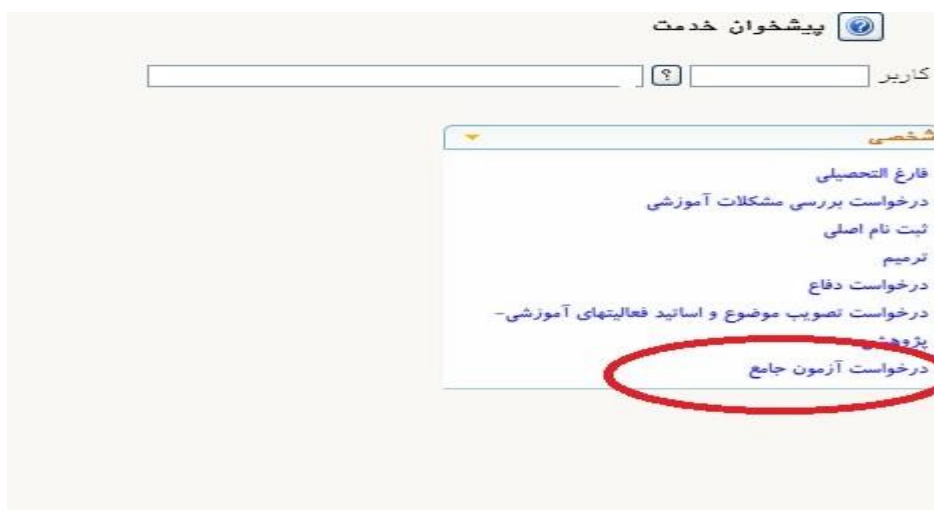 پیشخوان خدمت
کاربر ؟
شخصی
فارغ التحصیلی
درخواست بررسی مشکلات آموزشی
ثبت نام اصلی
ترمیم
درخواست دفاع
درخواست تصویب موضوع و اساتید فعالیتهای آموزشی-
پژوهشی
درخواست آزمون جامع